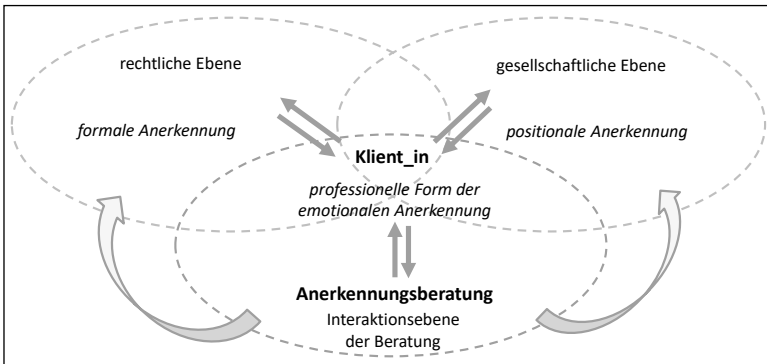 rechtliche Ebene
gesellschaftliche Ebene
formale Anerkennung
positionale Anerkennung
Klient_in
professionelle Form der
emotionalen Anerkennung
Anerkennungsberatung
Interaktionsebene
der Beratung